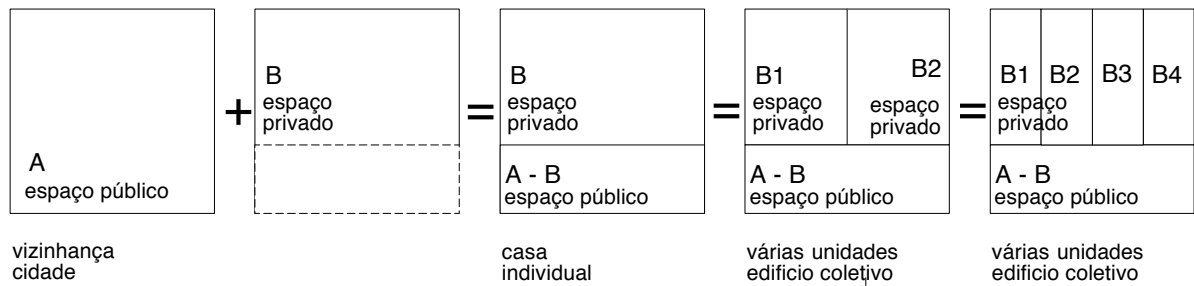 A
espaço público
vizinhança
cidade
+
B
espaço
privado
=
B
espaço
privado
A - B
espaço público
casa
individual
=
B1
espaço
privado
B2
espaço
privado
A - B
espaço público
várias unidades
edificio coletivo
=
B1
espaço
privado
B2
B3
B4
A - B
espaço público
várias unidades
edificio coletivo